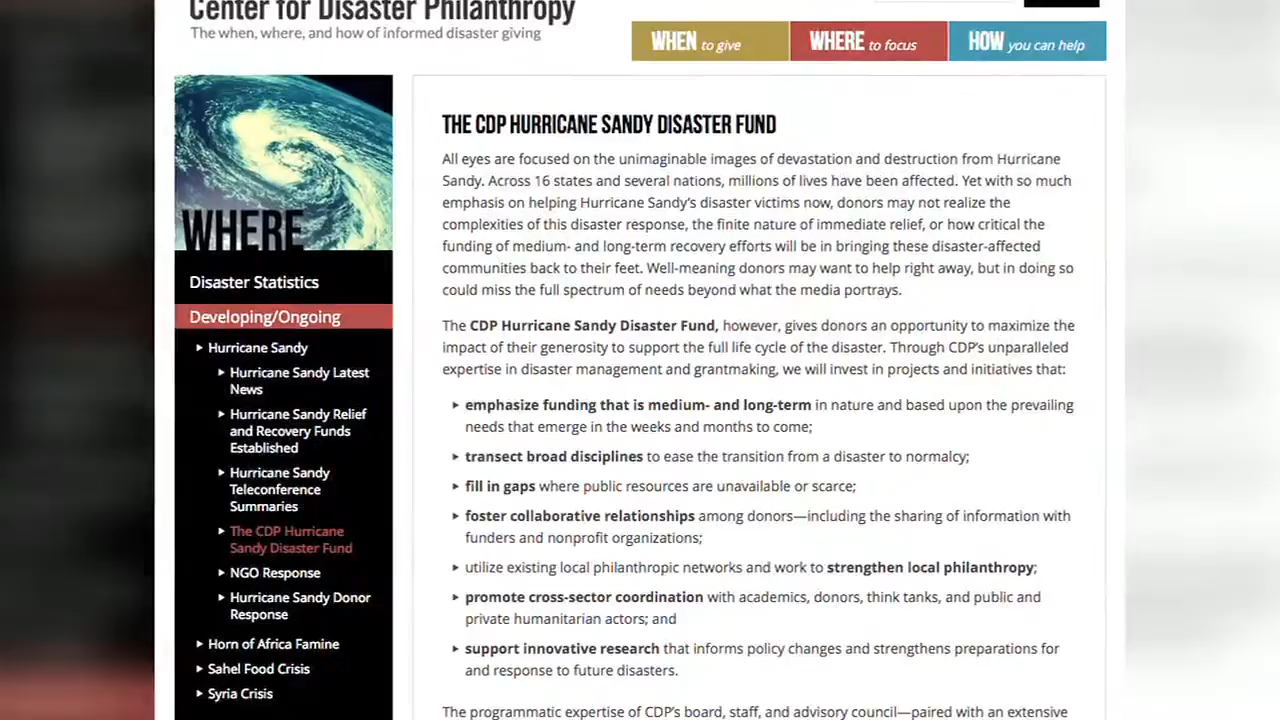 Center for Disaster Philanthropy
The when, where, and how of informed disaster giving
WHEN to give
WHERE to focus
HOW you can help
WHERE
Disaster Statistics
Developing/Ongoing
Hurricane Sandy
Hurricane Sandy Latest
News
Hurricane Sandy Relief
and Recovery Funds
Established
Hurricane Sandy
Teleconference
Summaries
The CDP Hurricane
Sandy Disaster Fund
NGO Response
Hurricane Sandy Donor
Response
Horn of Africa Famine
Sahel Food Crisis
Syria Crisis
THE CDP HURRICANE SANDY DISASTER FUND
All eyes are focused on the unimaginable images of devastation and destruction from Hurricane
Sandy. Across 16 states and several nations, millions of lives have been affected. Yet with so much
emphasis on helping Hurricane Sandy's disaster victims now, donors may not realize the
complexities of this disaster response, the finite nature of immediate relief, or how critical the
funding of medium- and long-term recovery efforts will be in bringing these disaster-affected
communities back to their feet. Well-meaning donors may want to help right away, but in doing so
could miss the full spectrum of needs beyond what the media portrays.
The CDP Hurricane Sandy Disaster Fund, however, gives donors an opportunity to maximize the
impact of their generosity to support the full life cycle of the disaster. Through CDP's unparalleled
expertise in disaster management and grantmaking, we will invest in projects and initiatives that:
emphasize funding that is medium- and long-term in nature and based upon the prevailing
needs that emerge in the weeks and months to come;
transect broad disciplines to ease the transition from a disaster to normalcy;
fill in gaps where public resources are unavailable or scarce;
foster collaborative relationships among donors—including the sharing of information with
funders and nonprofit organizations;
utilize existing local philanthropic networks and work to strengthen local philanthropy;
promote cross-sector coordination with academics, donors, think tanks, and public and
private humanitarian actors; and
support innovative research that informs policy changes and strengthens preparations for
and response to future disasters.
The programmatic expertise of CDP's board, staff, and advisory council—paired with an extensive